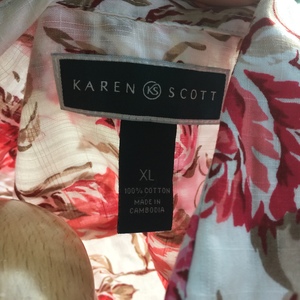 KAREN KS SCOTT
XL
100% COTTON
MADE IN
CAMBODIA